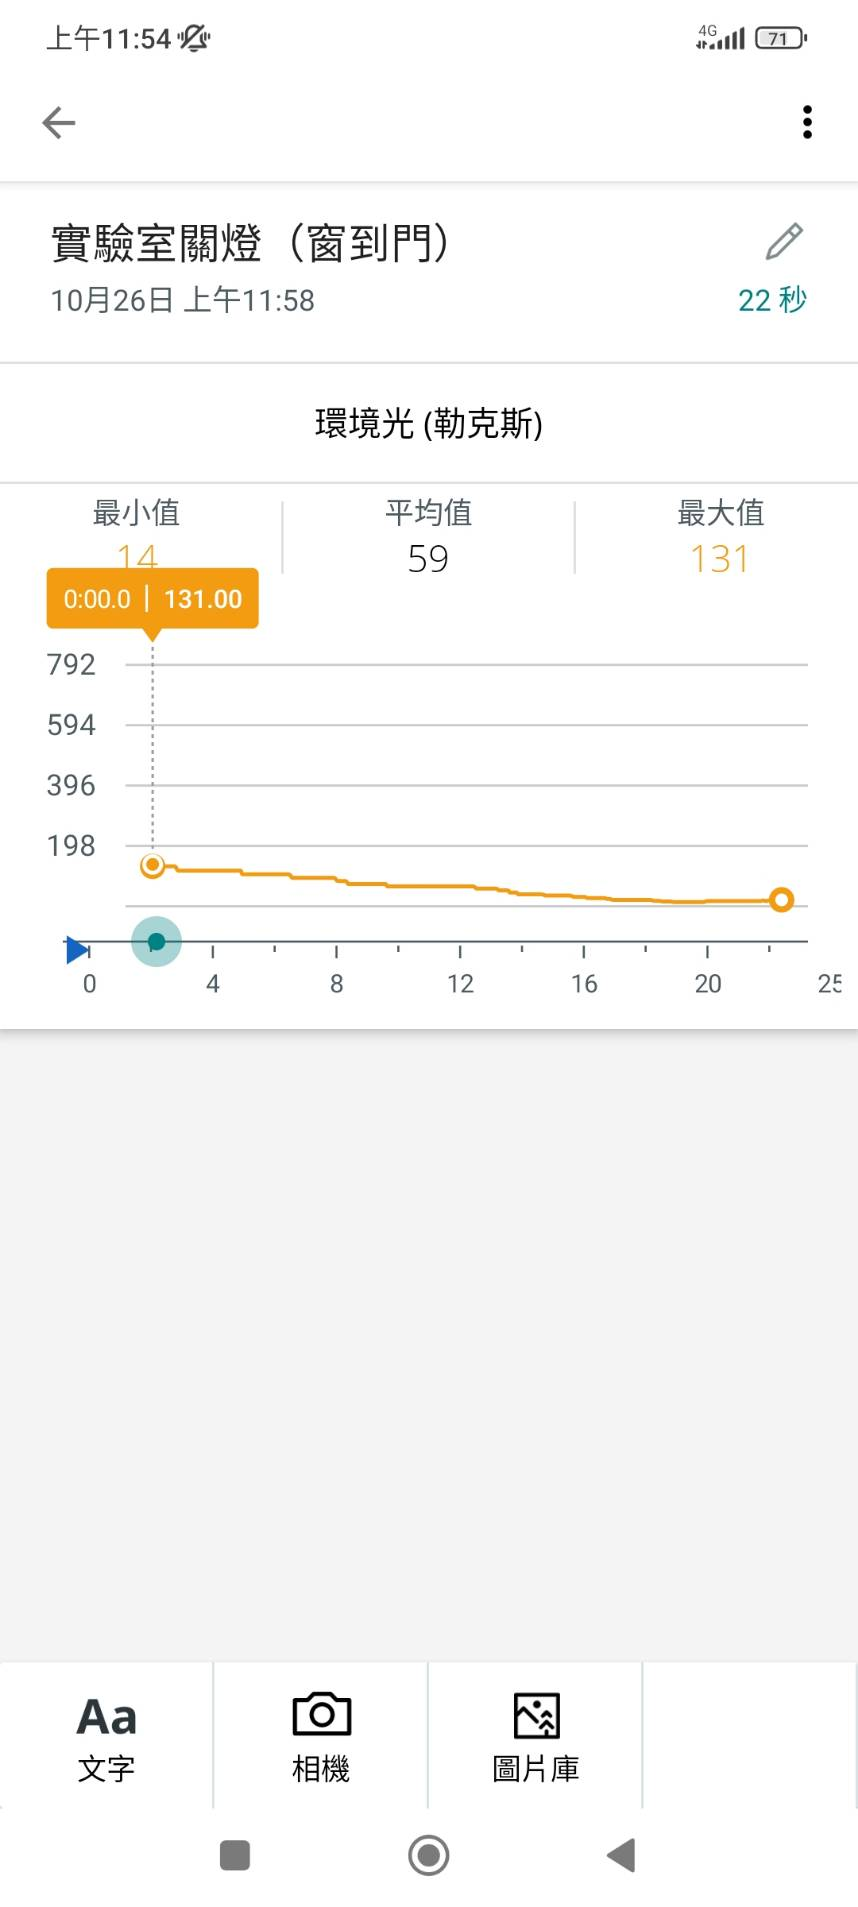 上午11:54
4G
71
實驗室關燈（窗到門）
10月26日 上午11:58
22 秒
環境光 (勒克斯)
最小值 平均值 最大值
14 59 131
0:00.0 | 131.00
792
594
396
198
0 4 8 12 16 20 25
Aa
文字 相機 圖片庫